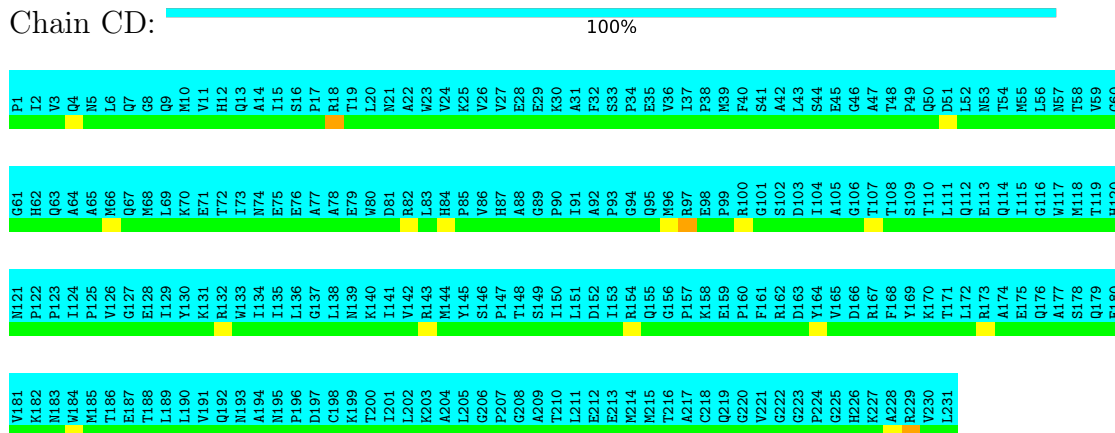 Chain CD:
100%
P1 I2 V3 Q4 N5 L6 Q7 G8 Q9 M10 V11 H12 Q13 A14 I15 S16 P17 R18 T19 L20 N21 A22 W23 V24 K25 V26 V27 E28 E29 K30 A31 F32 S33 P34 E35 V36 I37 P38 M39 F40 S41 A42 L43 S44 E45 G46 A47 T48 P49 Q50 D51 L52 N53 T54 M55 L56 N57 T58 V59 G60
G61 H62 Q63 A64 A65 M66 Q67 M68 L69 K70 E71 T72 I73 N74 E75 E76 A77 A78 E79 W80 D81 R82 L83 H84 P85 V86 H87 A88 G89 P90 I91 A92 P93 G94 Q95 M96 R97 E98 P99 R100 G101 S102 D103 I104 A105 G106 T107 T108 S109 T110 L111 Q112 E113 Q114 I115 G116 W117 M118 T119 H120
N121 P122 P123 I124 P125 V126 G127 E128 I129 Y130 K131 R132 W133 I134 I135 L136 G137 L138 N139 K140 I141 V142 R143 M144 Y145 S146 P147 T148 S149 I150 L151 D152 I153 R154 Q155 G156 P157 K158 E159 P160 F161 R162 D163 Y164 V165 D166 R167 F168 Y169 K170 T171 L172 R173 A174 E175 Q176 A177 S178 Q179 E180
V181 K182 N183 W184 M185 T186 E187 T188 L189 L190 V191 Q192 N193 A194 N195 P196 D197 C198 K199 T200 I201 L202 K203 A204 L205 G206 P207 G208 A209 T210 L211 E212 E213 M214 M215 T216 A217 C218 Q219 G220 V221 G222 G223 P224 G225 H226 K227 A228 R229 V230 L231